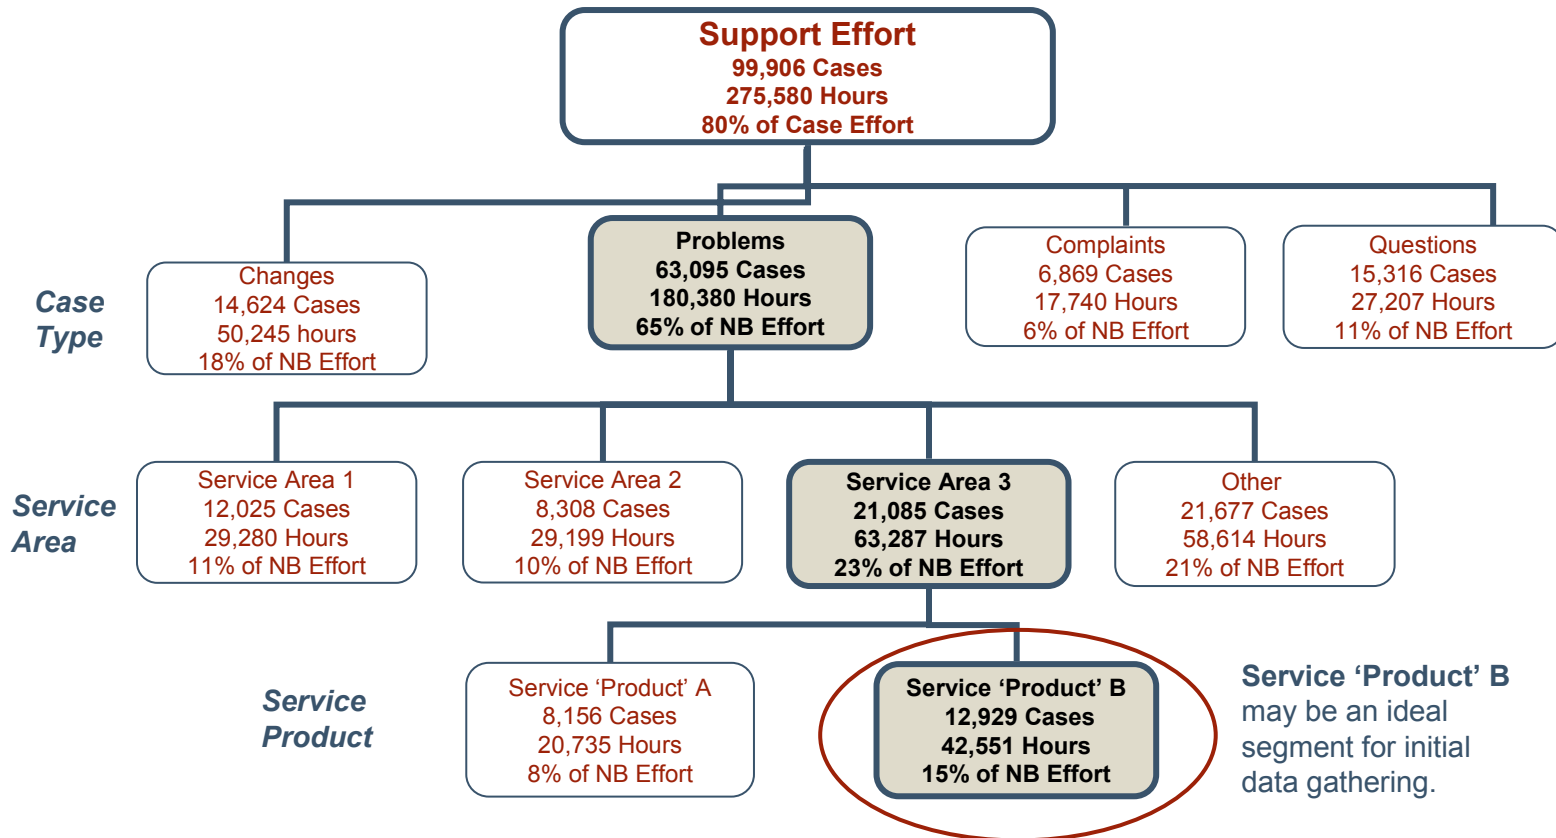 Support Effort
99,906 Cases
275,580 Hours
80% of Case Effort
Case
Type
Changes
14,624 Cases
50,245 hours
18% of NB Effort
Problems
63,095 Cases
180,380 Hours
65% of NB Effort
Complaints
6,869 Cases
17,740 Hours
6% of NB Effort
Questions
15,316 Cases
27,207 Hours
11% of NB Effort
Service
Area
Service Area 1
12,025 Cases
29,280 Hours
11% of NB Effort
Service Area 2
8,308 Cases
29,199 Hours
10% of NB Effort
Service Area 3
21,085 Cases
63,287 Hours
23% of NB Effort
Other
21,677 Cases
58,614 Hours
21% of NB Effort
Service
Product
Service ‘Product’ A
8,156 Cases
20,735 Hours
8% of NB Effort
Service ‘Product’ B
12,929 Cases
42,551 Hours
15% of NB Effort
Service ‘Product’ B
may be an ideal
segment for initial
data gathering.